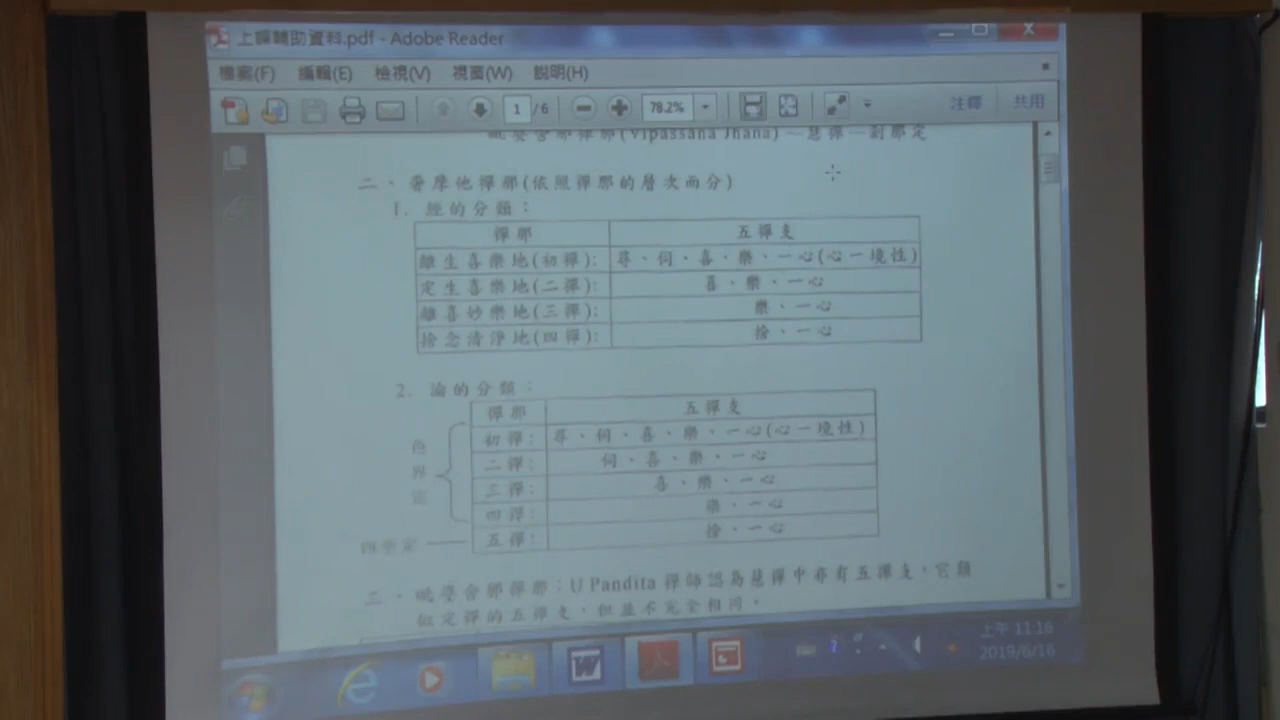 上課輔助資料.pdf - Adobe Reader
檔案(F) 編輯(E) 檢視(V) 視窗(W) 說明(H)
1 / 6 78.2% 注釋 共用
毗婆舍那禪那(Vipassana Jhana) —慧禪—剎那定
二、奢摩他禪那(依照禪那的層次而分)
1. 經的分類：
禪那 五禪支
離生喜樂地(初禪): 尋、伺、喜、樂、一心(心一境性)
定生喜樂地(二禪): 喜、樂、一心
離喜妙樂地(三禪): 樂、一心
捨念清淨地(四禪): 捨、一心
2. 論的分類：
禪那 五禪支
初禪: 尋、伺、喜、樂、一心(心一境性)
二禪: 伺、喜、樂、一心
三禪: 喜、樂、一心
四禪: 樂、一心
五禪: 捨、一心
色界定
四空定
毗婆舍那禪那：U Pandita 禪師認為慧禪中亦有五禪支，它類
似定禪的五禪支，但並不完全相同。
上午 11:16
2019/6/16